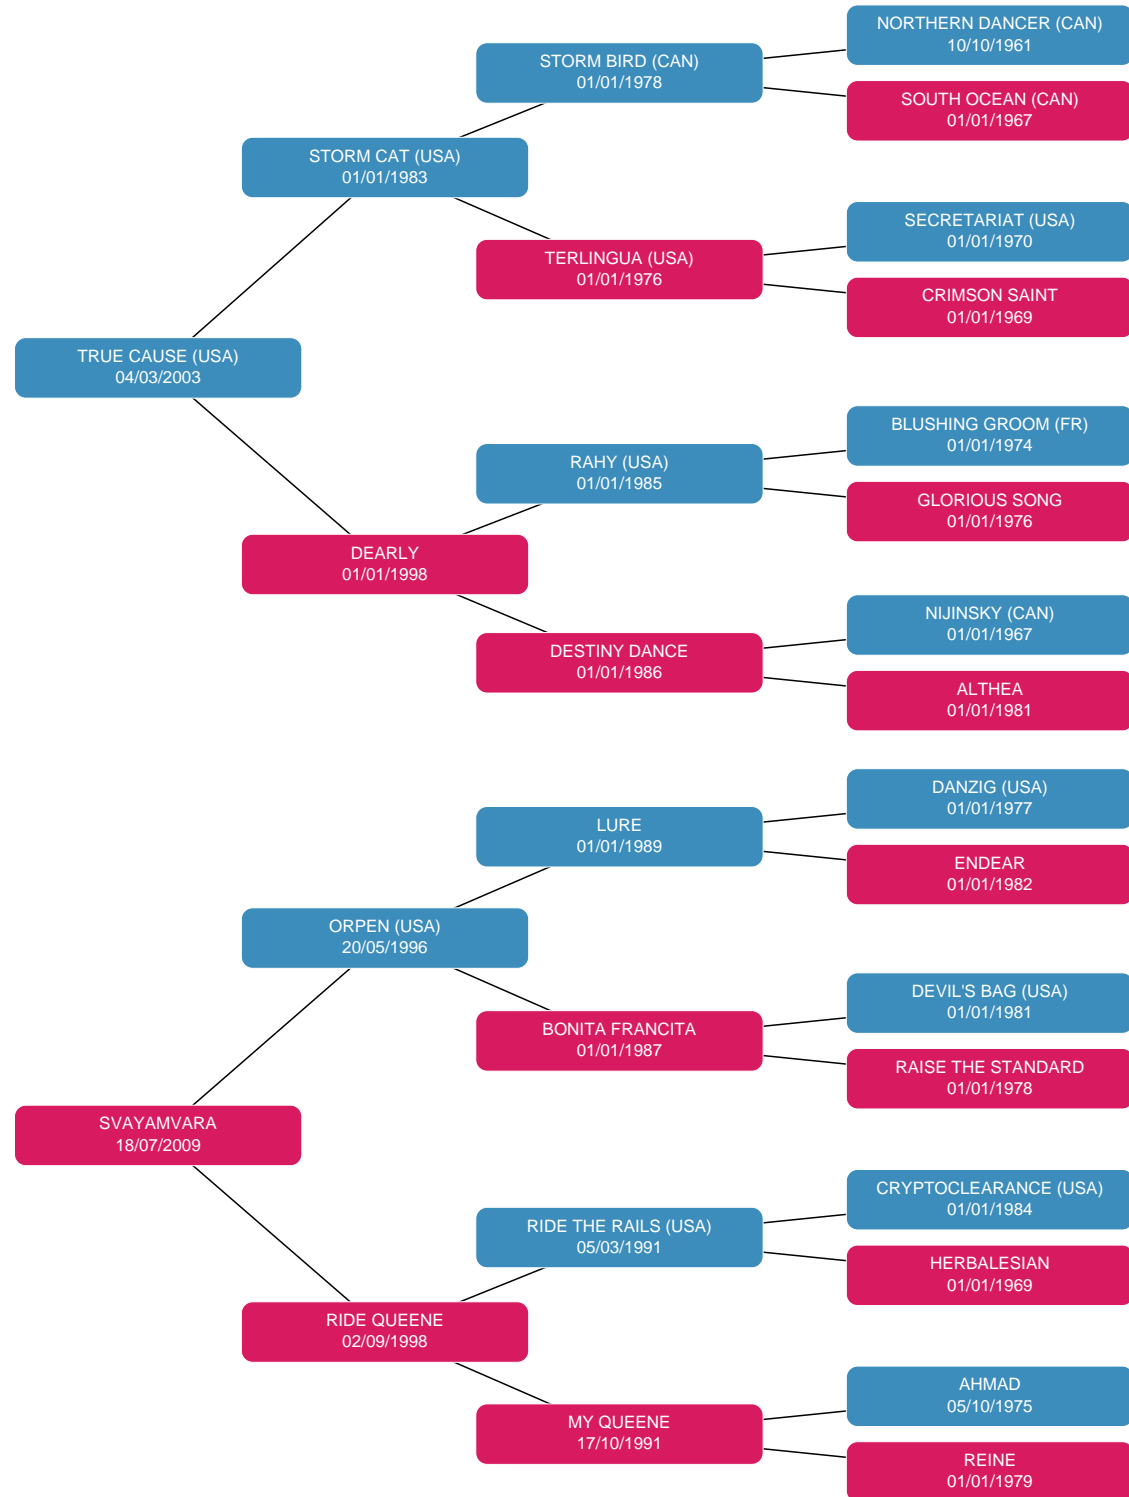 NORTHERN DANCER (CAN)
10/10/1961
STORM BIRD (CAN)
01/01/1978
SOUTH OCEAN (CAN)
01/01/1967
STORM CAT (USA)
01/01/1983
SECRETARIAT (USA)
01/01/1970
TERLINGUA (USA)
01/01/1976
CRIMSON SAINT
01/01/1969
TRUE CAUSE (USA)
04/03/2003
BLUSHING GROOM (FR)
01/01/1974
RAHY (USA)
01/01/1985
GLORIOUS SONG
01/01/1976
DEARLY
01/01/1998
NIJINSKY (CAN)
01/01/1967
DESTINY DANCE
01/01/1986
ALTHEA
01/01/1981
DANZIG (USA)
01/01/1977
LURE
01/01/1989
ENDEAR
01/01/1982
ORPEN (USA)
20/05/1996
DEVIL'S BAG (USA)
01/01/1981
BONITA FRANCITA
01/01/1987
RAISE THE STANDARD
01/01/1978
SVAYAMVARA
18/07/2009
CRYPTOCLEARANCE (USA)
01/01/1984
RIDE THE RAILS (USA)
05/03/1991
HERBALESIAN
01/01/1969
RIDE QUEENE
02/09/1998
AHMAD
05/10/1975
MY QUEENE
17/10/1991
REINE
01/01/1979